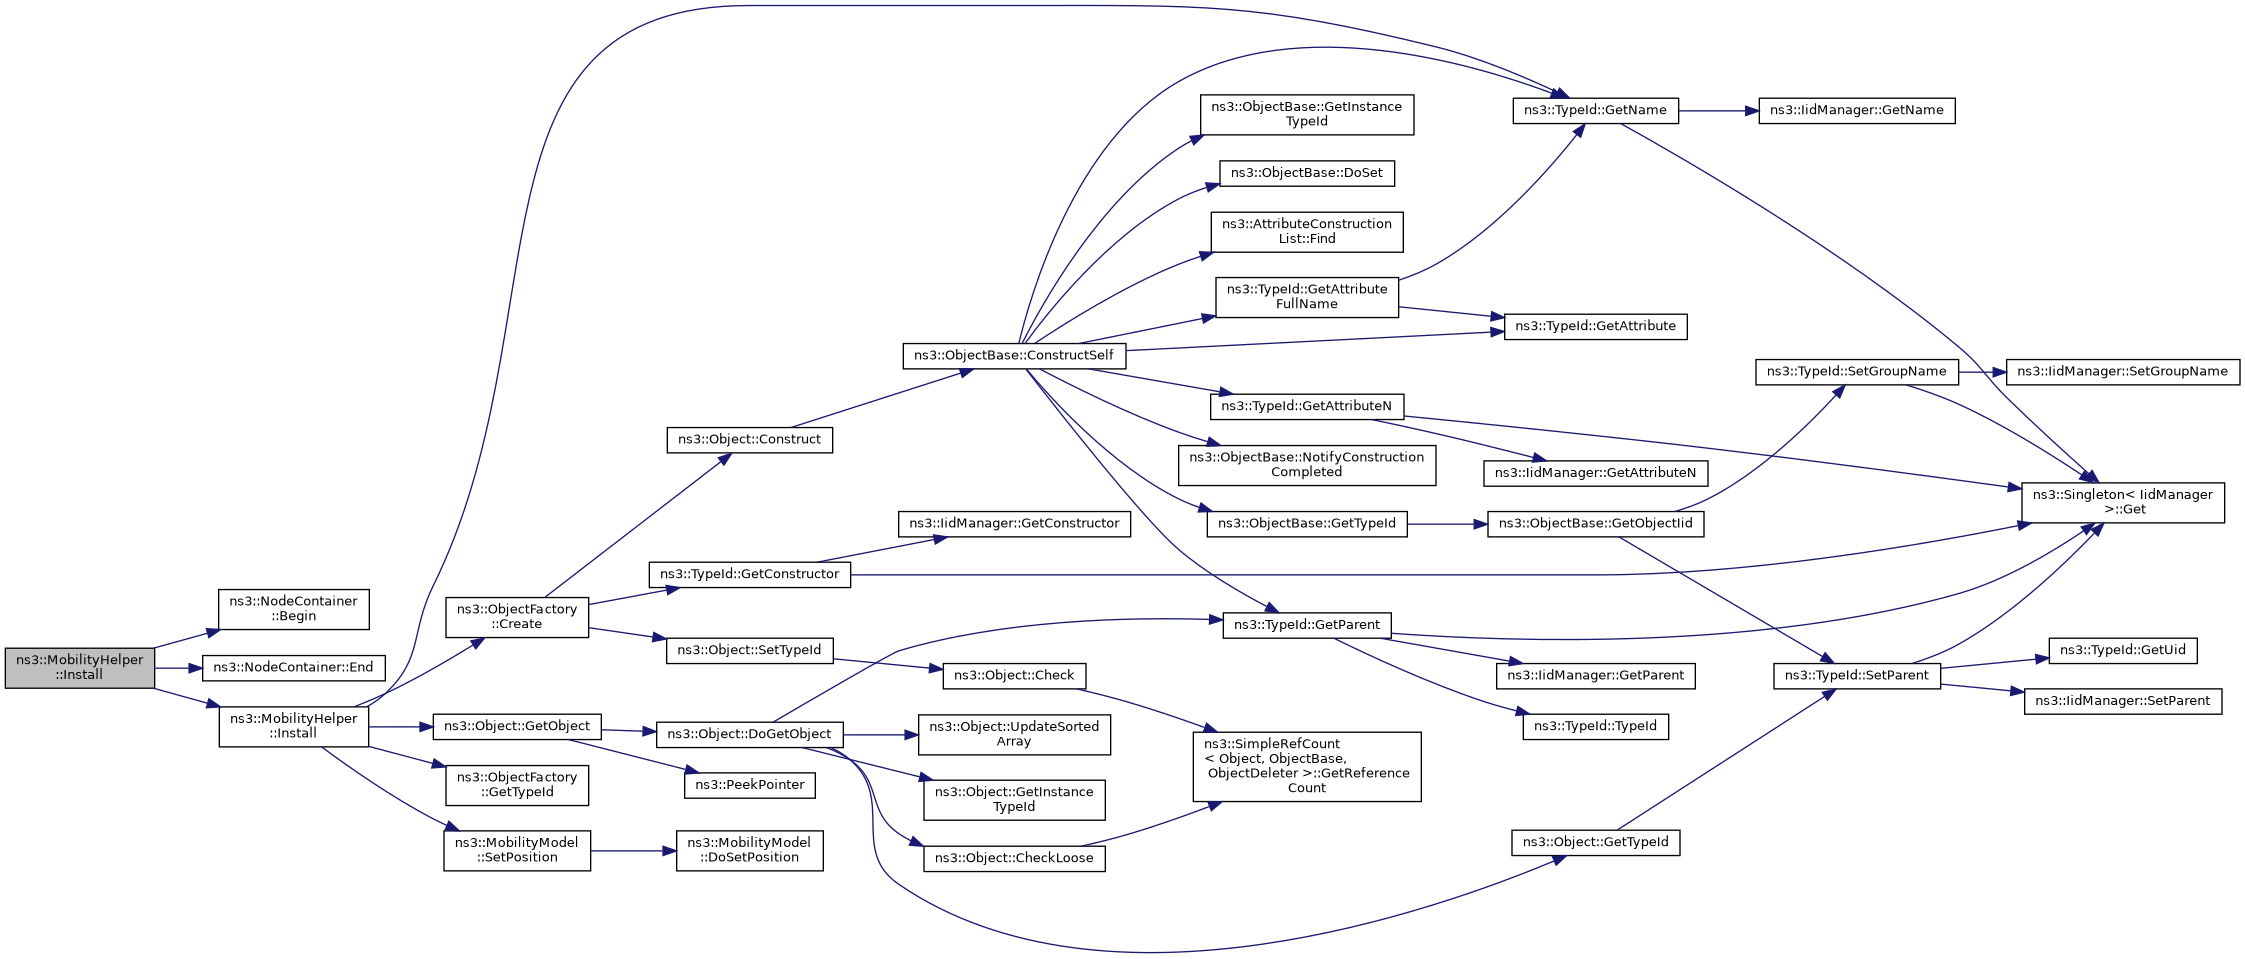 ns3::MobilityHelper
::Install
ns3::NodeContainer
::Begin
ns3::NodeContainer::End
ns3::MobilityHelper
::Install
ns3::ObjectFactory
::Create
ns3::Object::GetObject
ns3::ObjectFactory
::GetTypeId
ns3::MobilityModel
::SetPosition
ns3::Object::Construct
ns3::TypeId::GetConstructor
ns3::Object::SetTypeId
ns3::Object::DoGetObject
ns3::PeekPointer
ns3::MobilityModel
::DoSetPosition
ns3::ObjectBase::ConstructSelf
ns3::IidManager::GetConstructor
ns3::Object::Check
ns3::Object::UpdateSorted
Array
ns3::Object::GetInstance
TypeId
ns3::Object::CheckLoose
ns3::ObjectBase::GetInstance
TypeId
ns3::ObjectBase::DoSet
ns3::AttributeConstruction
List::Find
ns3::TypeId::GetAttribute
FullName
ns3::TypeId::GetAttributeN
ns3::ObjectBase::NotifyConstruction
Completed
ns3::ObjectBase::GetTypeId
ns3::TypeId::GetParent
ns3::SimpleRefCount
< Object, ObjectBase,
ObjectDeleter >::GetReference
Count
ns3::TypeId::GetName
ns3::TypeId::GetAttribute
ns3::IidManager::GetAttributeN
ns3::ObjectBase::GetObjectIid
ns3::IidManager::GetParent
ns3::TypeId::TypeId
ns3::Object::GetTypeId
ns3::IidManager::GetName
ns3::TypeId::SetGroupName
ns3::TypeId::SetParent
ns3::IidManager::SetGroupName
ns3::Singleton< IidManager
>::Get
ns3::TypeId::GetUid
ns3::IidManager::SetParent